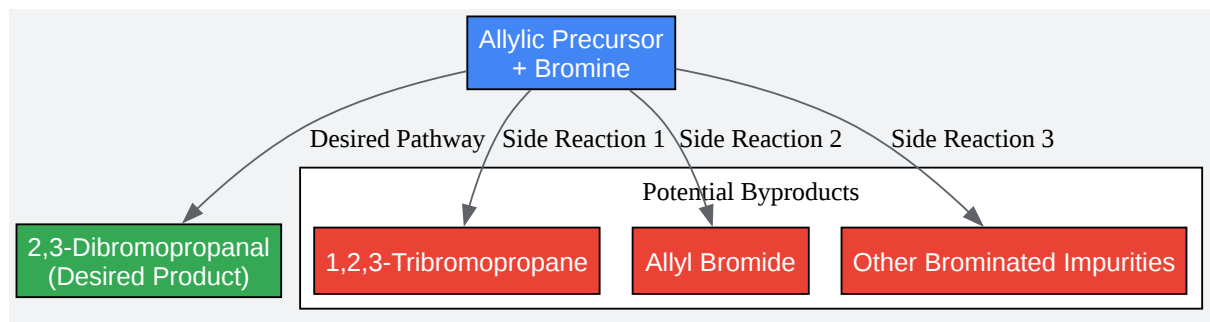 Allylic Precursor
+ Bromine
Desired Pathway
Side Reaction 1
Side Reaction 2
Side Reaction 3
Potential Byproducts
2,3-Dibromopropanal
(Desired Product)
1,2,3-Tribromopropane
Allyl Bromide
Other Brominated Impurities